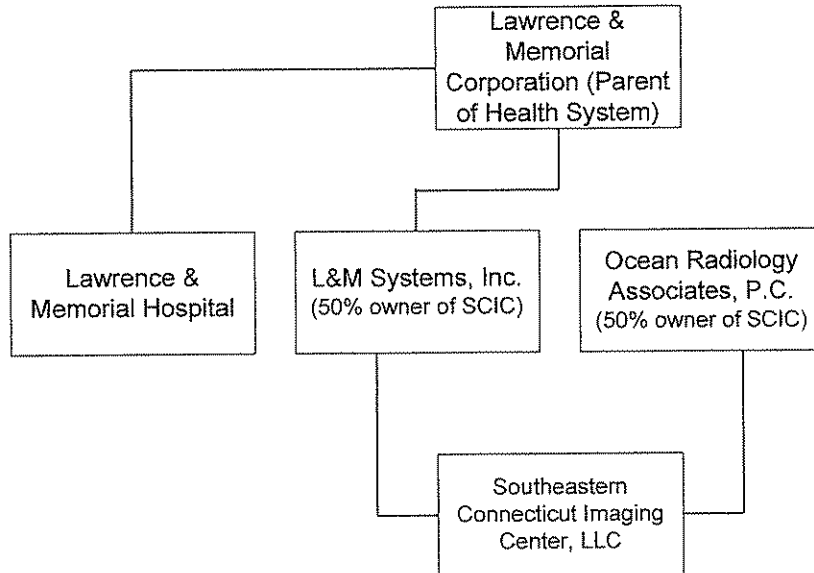 Lawrence &
Memorial
Corporation (Parent
of Health System)
Lawrence &
Memorial Hospital
L&M Systems, Inc.
(50% owner of SCIC)
Ocean Radiology
Associates, P.C.
(50% owner of SCIC)
Southeastern
Connecticut Imaging
Center, LLC